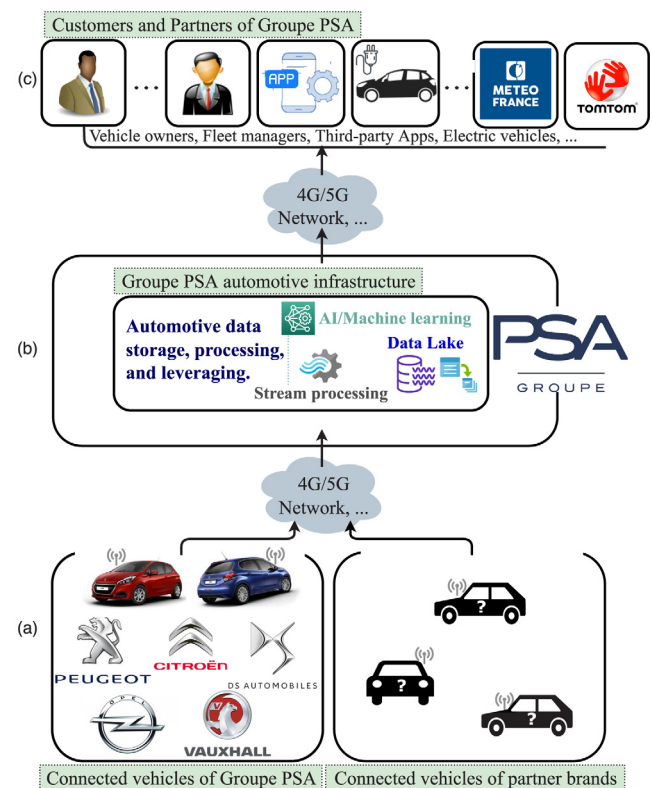 Customers and Partners of Groupe PSA
(c)
APP
METEO
FRANCE
TOMTOM®
Vehicle owners, Fleet managers, Third-party Apps, Electric vehicles, ...
4G/5G
Network, ...
Groupe PSA automotive infrastructure
(b)
Automotive data
storage, processing,
and leveraging.
AI/Machine learning
Data Lake
Stream processing
PSA
GROUPE
4G/5G
Network, ...
(a)
PEUGEOT
CITROËN
DS AUTOMOBILES
OPEL
VAUXHALL
?
?
?
Connected vehicles of Groupe PSA
Connected vehicles of partner brands